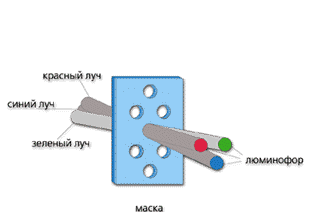 красный луч
синий луч
зеленый луч
люминофор
маска